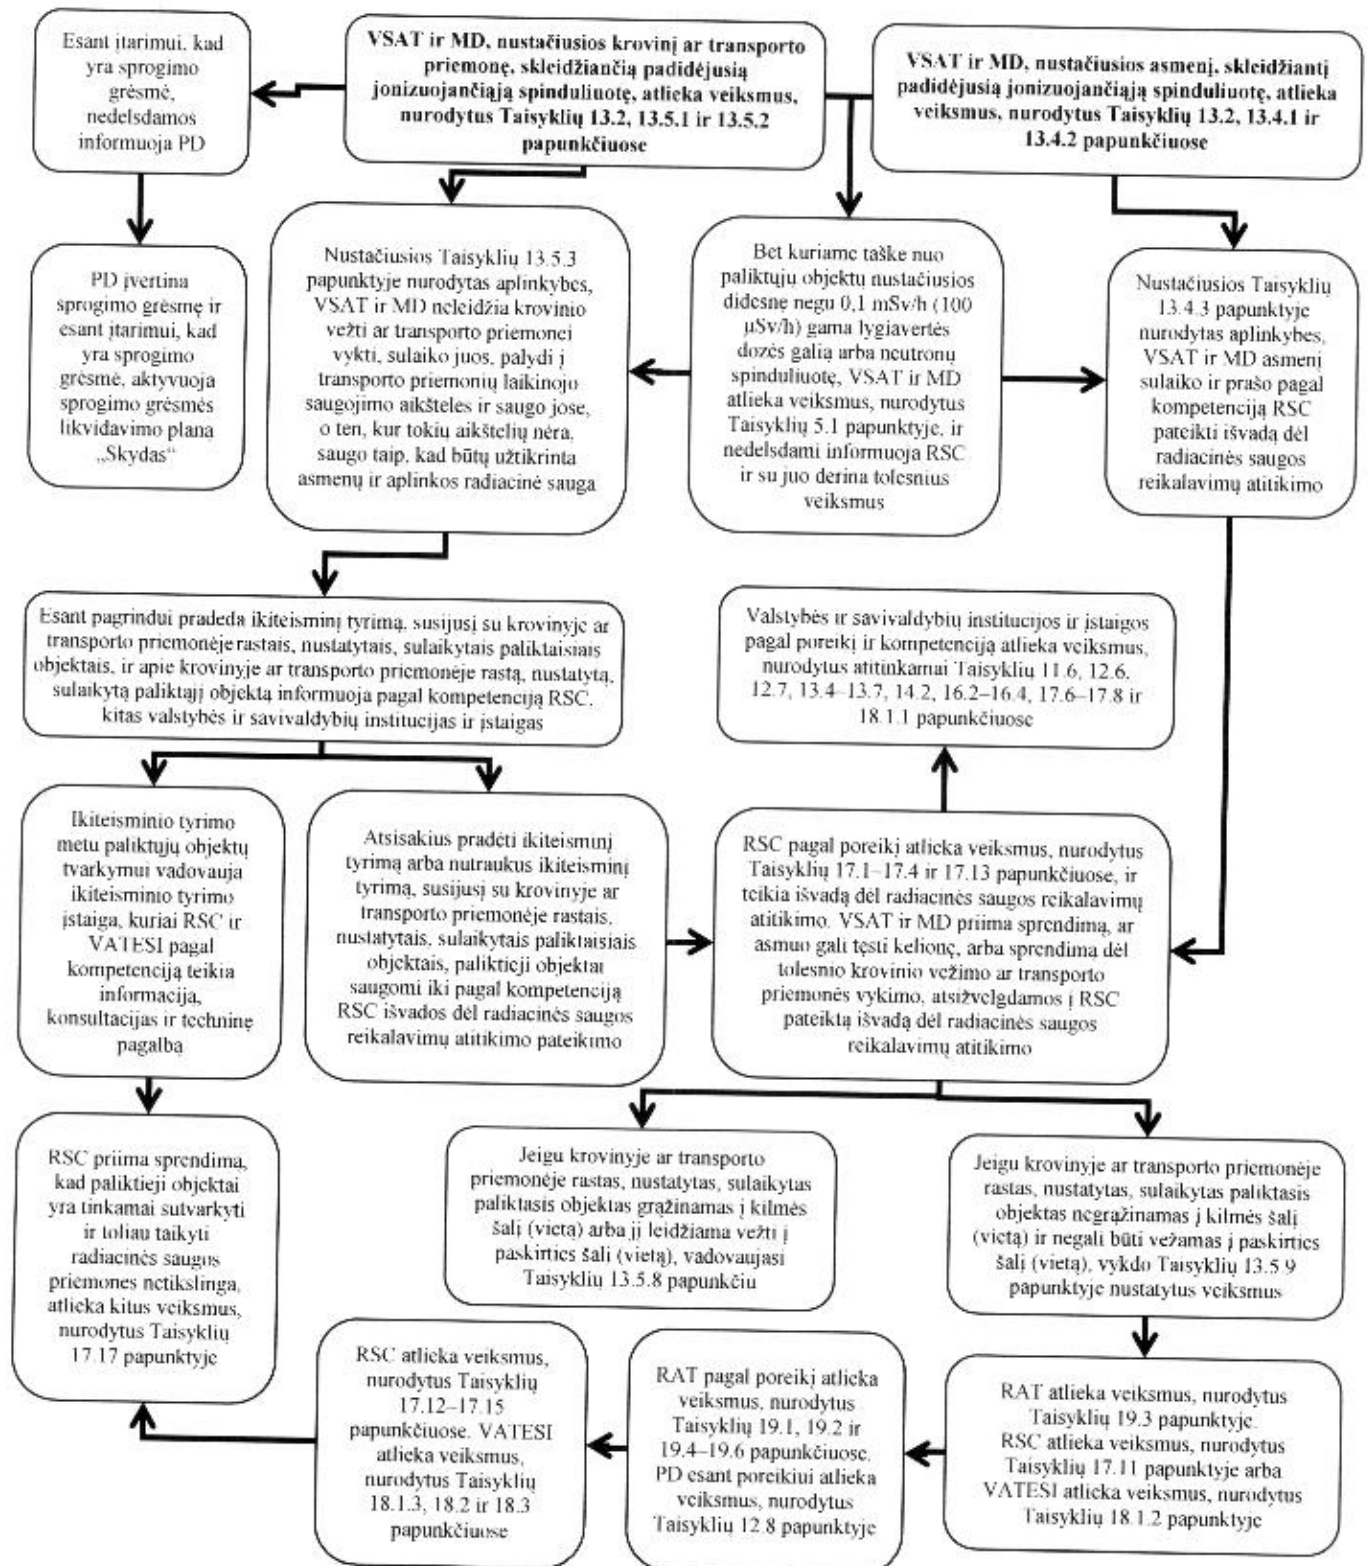 Esant įtarimui, kad
yra sprogimo
grėsmė,
nedelsdamos
informuoja PD
VSAT ir MD, nustačiusios krovinį ar transporto
priemonę, skleidžiančią padidėjusią
jonizuojančiąją spinduliuotę, atlieka veiksmus,
nurodytus Taisyklių 13.2, 13.5.1 ir 13.5.2
papunkčiuose
VSAT ir MD, nustačiusios asmenį, skleidžiantį
padidėjusią jonizuojančiąją spinduliuotę, atlieka
veiksmus, nurodytus Taisyklių 13.2, 13.4.1 ir
13.4.2 papunkčiuose
PD įvertina
sprogimo grėsmę ir
esant įtarimui, kad
yra sprogimo
grėsmė, aktyvuoja
sprogimo grėsmės
likvidavimo planą
„Skydas“
Nustačiusios Taisyklių 13.5.3
papunktyje nurodytas aplinkybes,
VSAT ir MD neleidžia krovinio
vežti ar transporto priemonei
vykti, sulaiko juos, palydi į
transporto priemonių laikinojo
saugojimo aikšteles ir saugo jose,
o ten, kur tokių aikštelių nėra,
saugo taip, kad būtų užtikrinta
asmenų ir aplinkos radiacinė sauga
Bet kuriame taške nuo
paliktųjų objektų nustačiusios
didesnę negu 0,1 mSv/h (100
µSv/h) gama lygiavertės
dozės galią arba neutronų
spinduliuotę, VSAT ir MD
atlieka veiksmus, nurodytus
Taisyklių 5.1 papunktyje, ir
nedelsdami informuoja RSC
ir su juo derina tolesnius
veiksmus
Nustačiusios Taisyklių
13.4.3 papunktyje
nurodytas aplinkybes,
VSAT ir MD asmenį
sulaiko ir prašo pagal
kompetenciją RSC
pateikti išvadą dėl
radiacinės saugos
reikalavimų atitikimo
Esant pagrindui pradeda ikiteisminį tyrimą, susijusį su krovinyje ar
transporto priemonėje rastais, nustatytais, sulaikytais paliktaisiais
objektais, ir apie krovinyje ar transporto priemonėje rastą, nustatytą,
sulaikytą paliktąjį objektą informuoja pagal kompetenciją RSC,
kitas valstybės ir savivaldybių institucijas ir įstaigas
Valstybės ir savivaldybių institucijos ir įstaigos
pagal poreikį ir kompetenciją atlieka veiksmus,
nurodytus atitinkamai Taisyklių 11.6, 12.6,
12.7, 13.4–13.7, 14.2, 16.2–16.4, 17.6–17.8 ir
18.1.1 papunkčiuose
Ikiteisminio tyrimo
metu paliktųjų objektų
tvarkymui vadovauja
ikiteisminio tyrimo
įstaiga, kuriai RSC ir
VATESI pagal
kompetenciją teikia
informaciją,
konsultacijas ir techninę
pagalbą
Atsisakius pradėti ikiteisminį
tyrimą arba nutraukus ikiteisminį
tyrimą, susijusį su krovinyje ar
transporto priemonėje rastais,
nustatytais, sulaikytais paliktaisiais
objektais, paliktieji objektai
saugomi iki pagal kompetenciją
RSC išvados dėl radiacinės saugos
reikalavimų atitikimo pateikimo
RSC pagal poreikį atlieka veiksmus, nurodytus
Taisyklių 17.1–17.4 ir 17.13 papunkčiuose, ir
teikia išvadą dėl radiacinės saugos reikalavimų
atitikimo. VSAT ir MD priima sprendimą, ar
asmuo gali tęsti kelionę, arba sprendimą dėl
tolesnio krovinio vežimo ar transporto
priemonės vykimo, atsižvelgdamos į RSC
pateiktą išvadą dėl radiacinės saugos
reikalavimų atitikimo
RSC priima sprendimą,
kad paliktieji objektai
yra tinkamai sutvarkyti
ir toliau taikyti
radiacinės saugos
priemones netikslinga,
atlieka kitus veiksmus,
nurodytus Taisyklių
17.17 papunktyje
Jeigu krovinyje ar transporto
priemonėje rastas, nustatytas, sulaikytas
paliktasis objektas grąžinamas į kilmės
šalį (vietą) arba jį leidžiama vežti į
paskirties šalį (vietą), vadovaujasi
Taisyklių 13.5.8 papunkčiu
Jeigu krovinyje ar transporto priemonėje
rastas, nustatytas, sulaikytas paliktasis
objektas negrąžinamas į kilmės šalį
(vietą) ir negali būti vežamas į paskirties
šalį (vietą), vykdo Taisyklių 13.5.9
papunktyje nustatytus veiksmus
RSC atlieka veiksmus,
nurodytus Taisyklių
17.12–17.15
papunkčiuose. VATESI
atlieka veiksmus,
nurodytus Taisyklių
18.1.3, 18.2 ir 18.3
papunkčiuose
RAT pagal poreikį atlieka
veiksmus, nurodytus
Taisyklių 19.1, 19.2 ir
19.4–19.6 papunkčiuose.
PD esant poreikiui atlieka
veiksmus, nurodytus
Taisyklių 12.8 papunktyje
RAT atlieka veiksmus, nurodytus
Taisyklių 19.3 papunktyje.
RSC atlieka veiksmus, nurodytus
Taisyklių 17.11 papunktyje arba
VATESI atlieka veiksmus, nurodytus
Taisyklių 18.1.2 papunktyje